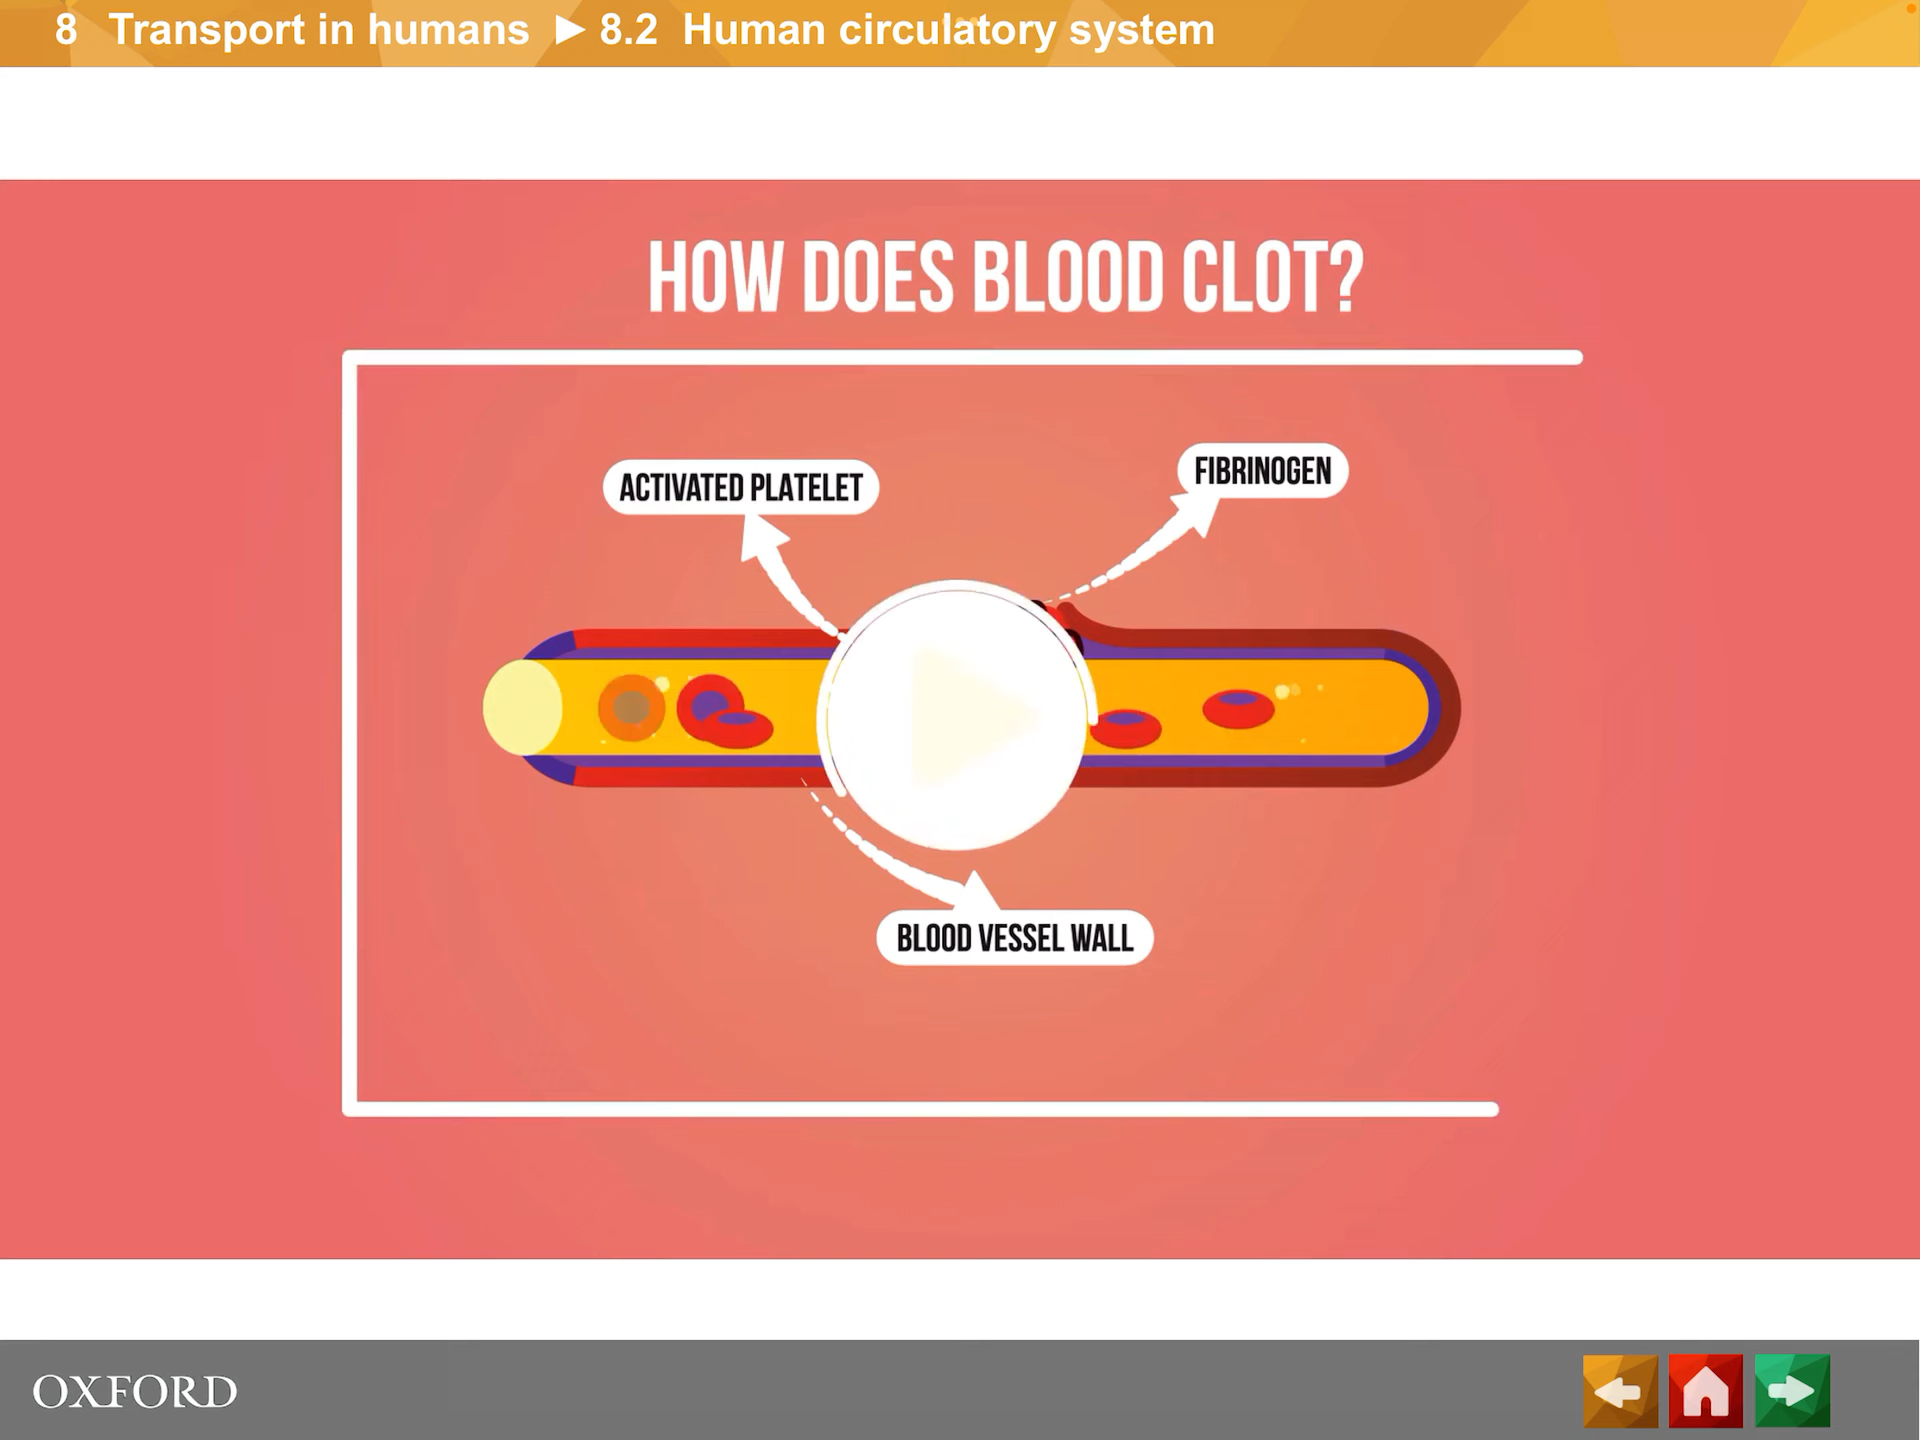 8 Transport in humans ► 8.2 Human circulatory system
HOW DOES BLOOD CLOT?
FIBRINOGEN
ACTIVATED PLATELET
BLOOD VESSEL WALL
OXFORD